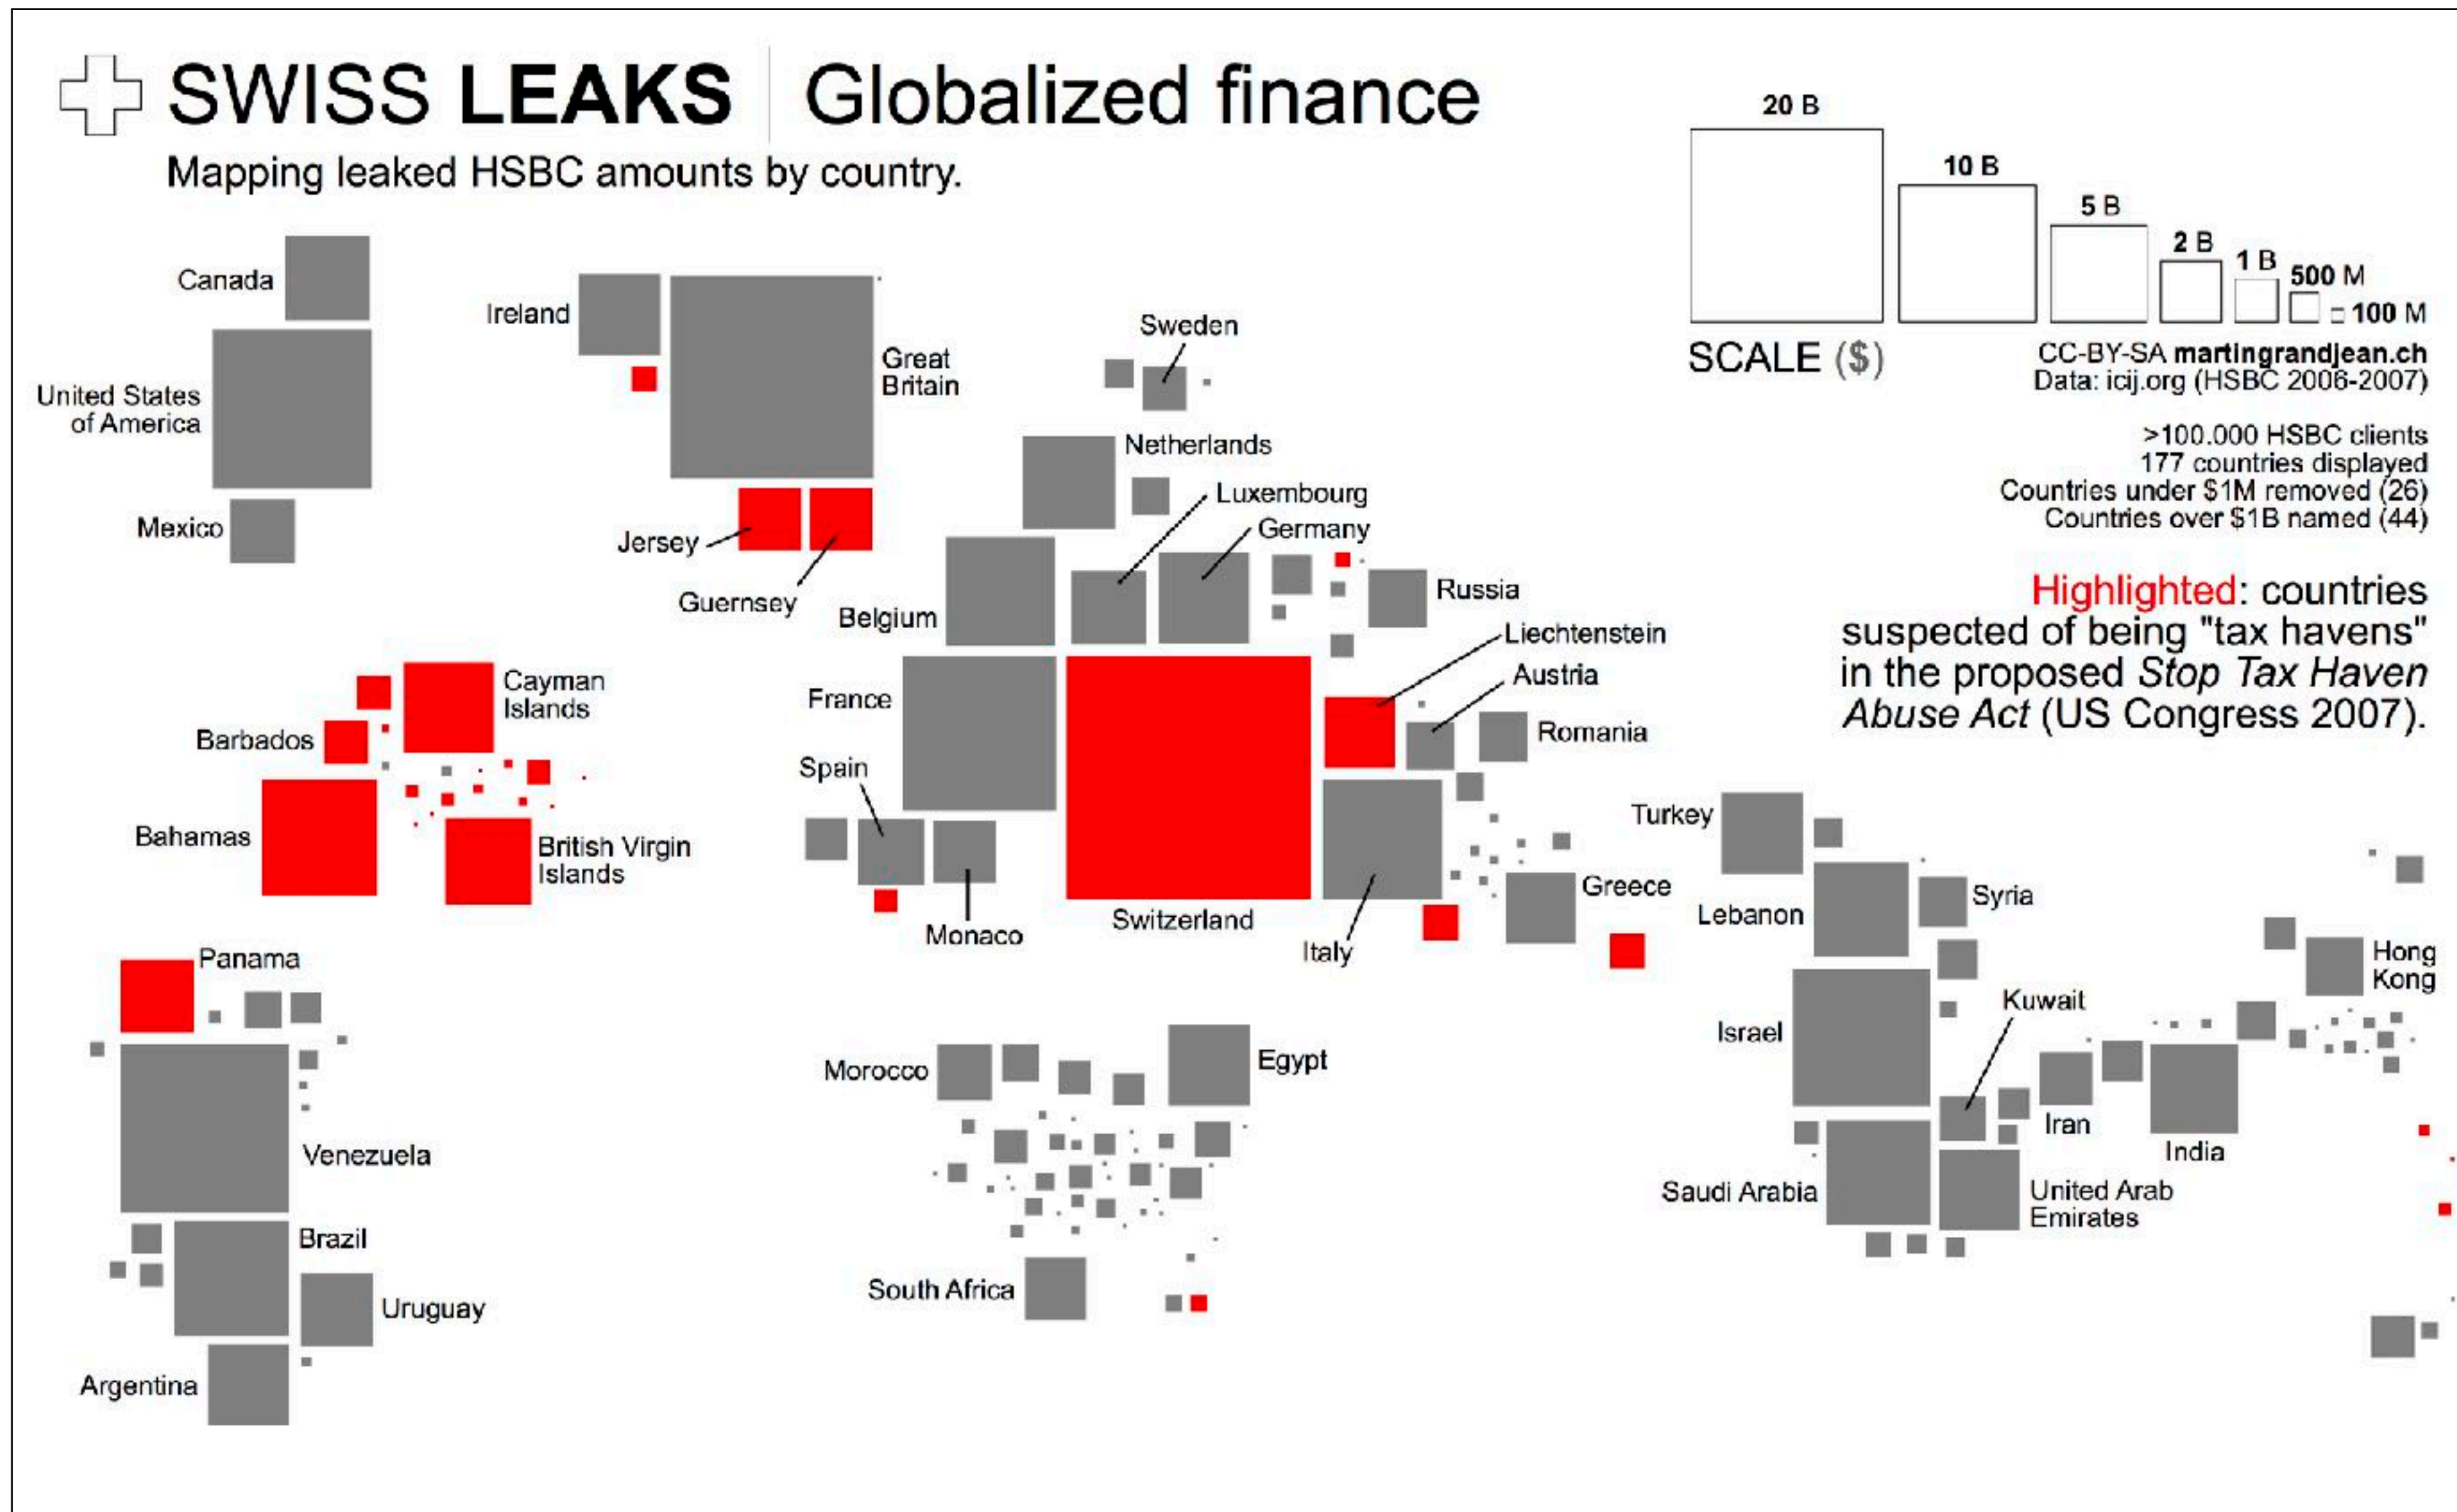 SWISS LEAKS Globalized finance
Mapping leaked HSBC amounts by country.
20 B
10 B
5 B
2 B
1 B
500 M
100 M
SCALE ($)
CC-BY-SA martingrandjean.ch
Data: icij.org (HSBC 2006-2007)
>100.000 HSBC clients
177 countries displayed
Countries under $1M removed (26)
Countries over $1B named (44)
Highlighted: countries
suspected of being "tax havens"
in the proposed Stop Tax Haven
Abuse Act (US Congress 2007).
Canada
United States
of America
Mexico
Ireland
Great
Britain
Jersey
Guernsey
Sweden
Netherlands
Luxembourg
Germany
Belgium
Russia
Liechtenstein
Austria
France
Romania
Spain
Monaco
Switzerland
Italy
Greece
Cayman
Islands
Barbados
Bahamas
British Virgin
Islands
Panama
Venezuela
Brazil
Uruguay
Argentina
Morocco
Egypt
South Africa
Turkey
Lebanon
Syria
Israel
Kuwait
Iran
India
Saudi Arabia
United Arab
Emirates
Hong
Kong